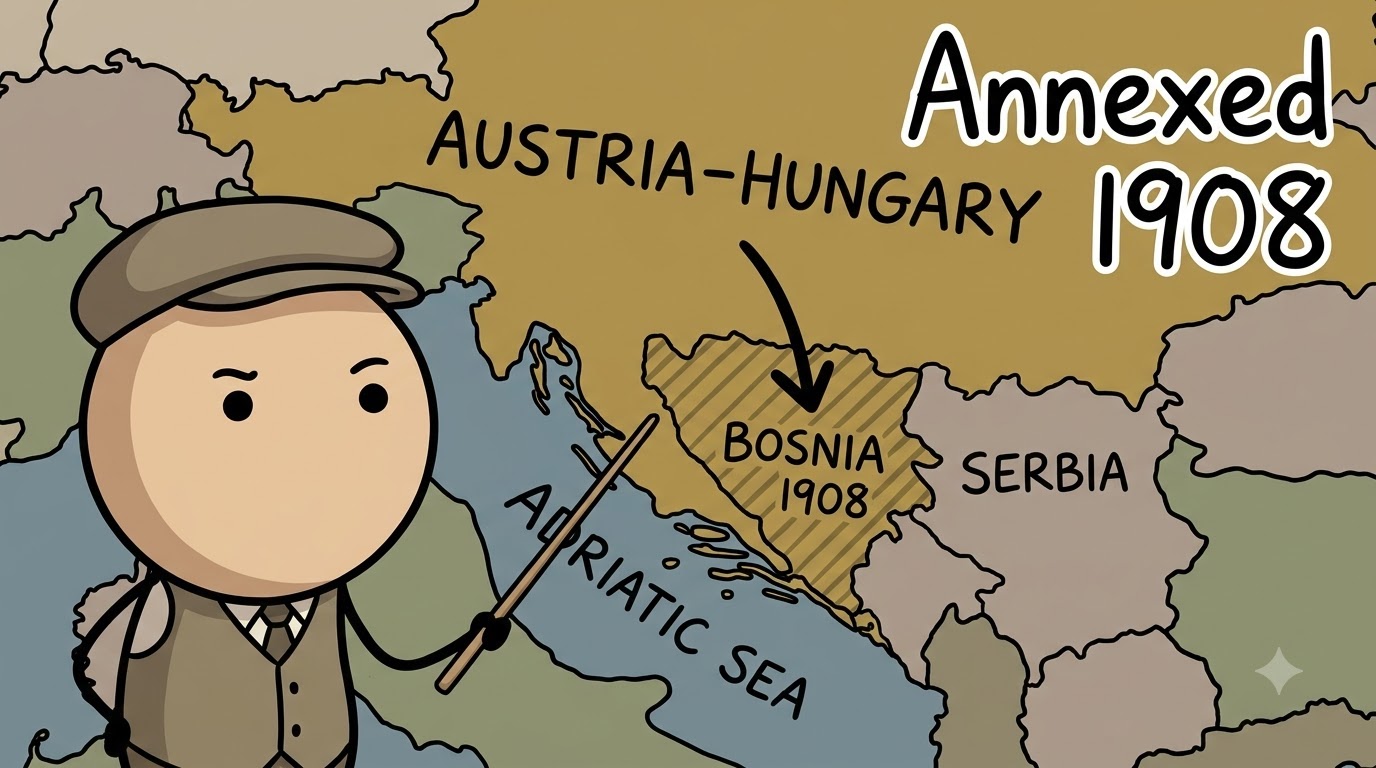 Annexed
1908
AUSTRIA-HUNGARY
BOSNIA
1908
SERBIA
ADRIATIC SEA